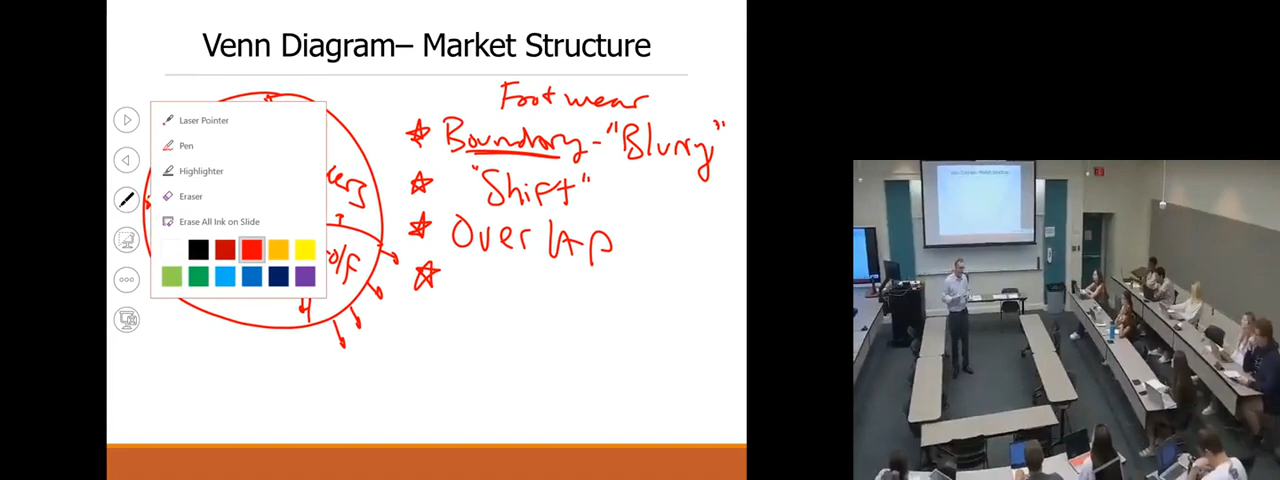 Venn Diagram– Market Structure
Footwear
Boundary - "Blurry"
"Shift"
Overlap
Laser Pointer
Pen
Highlighter
Eraser
Erase All Ink on Slide